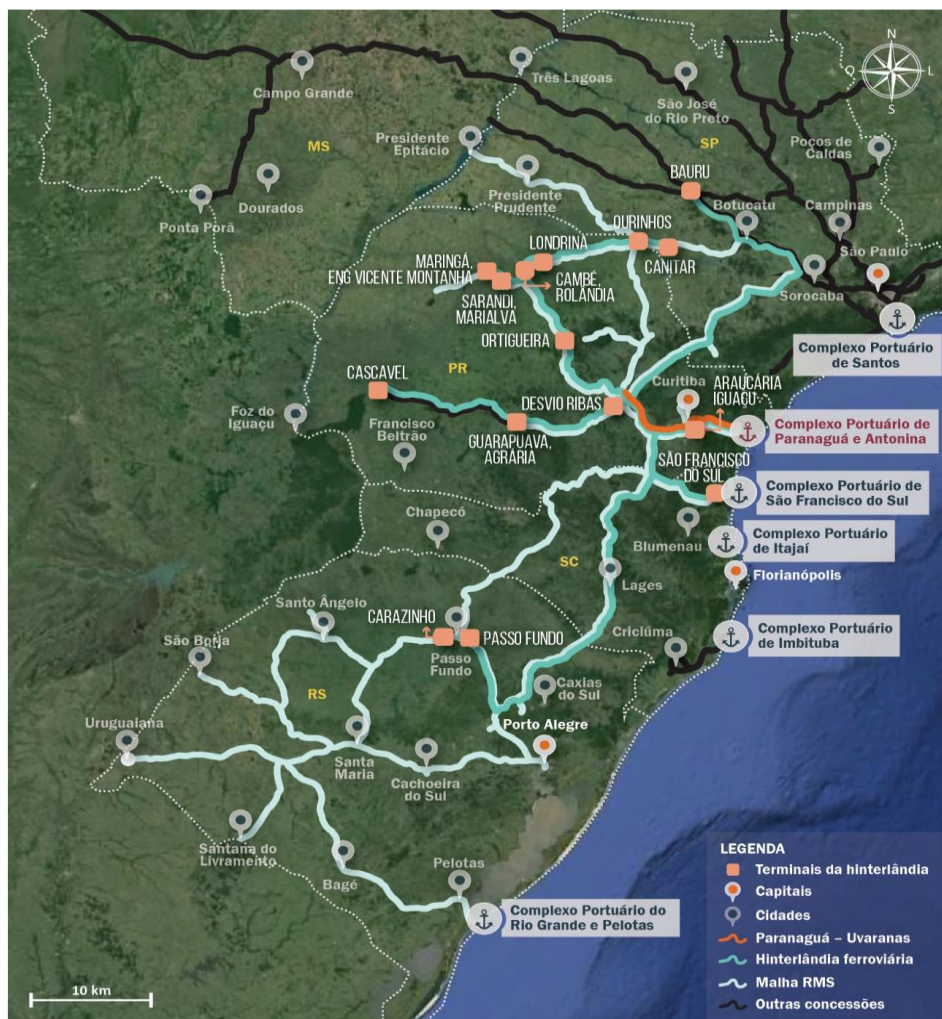 N
O
L
S
Campo Grande
Três Lagoas
São José
do Rio Preto
Poços de
Caldas
MS
SP
Presidente
Epitácio
Presidente
Prudente
BAURU
Dourados
Ponta Porã
Botucatu
Campinas
OURINHOS
São Paulo
LONDRINA
CANITAR
MARINGÁ,
ENG VICENTE MONTANHA
CAMBÉ,
ROLÂNDIA
Sorocaba
SARANDI,
MARIALVA
ORTIGUEIRA
Complexo Portuário
de Santos
PR
CASCAVEL
Curitiba
ARAUCÁRIA
IGUAÇU
DESVIO RIBAS
Foz do
Iguaçu
Francisco
Beltrão
GUARAPUAVA,
AGRÁRIA
Complexo Portuário de
Paranaguá e Antonina
SÃO FRANCISCO
DO SUL
Complexo Portuário de
São Francisco do Sul
Chapecó
Blumenau
Complexo Portuário
de Itajaí
SC
Lages
Florianópolis
Santo Ângelo
CARAZINHO
PASSO FUNDO
Passo
Fundo
Criciúma
Complexo Portuário
de Imbituba
São Borja
RS
Caxias
do Sul
Uruguaiana
Porto Alegre
Santa
Maria
Cachoeira
do Sul
Santana do
Livramento
Bagé
Pelotas
Complexo Portuário do
Rio Grande e Pelotas
LEGENDA
Terminais da hinterlândia
Capitais
Cidades
Paranaguá – Uvaranas
Hinterlândia ferroviária
Malha RMS
Outras concessões
10 km